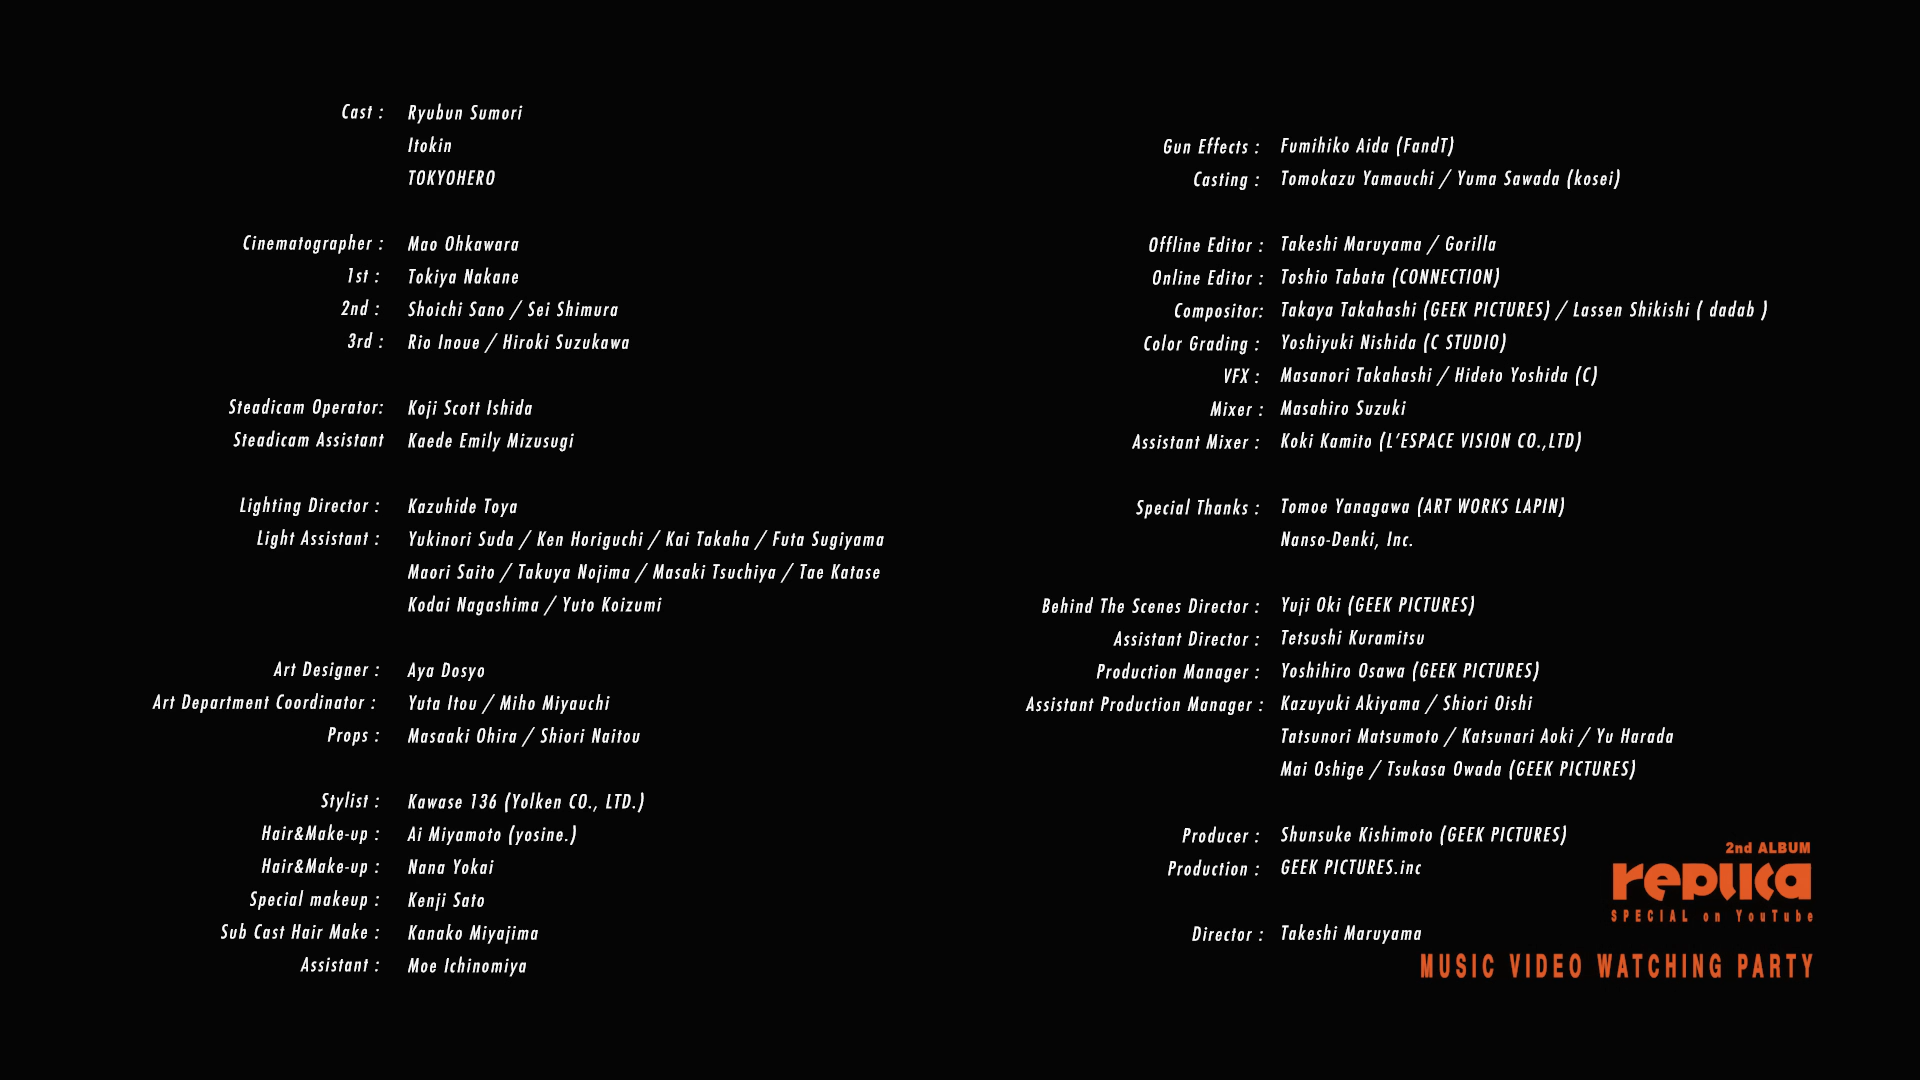 Cast : Ryubun Sumori
Itokin
TOKYOHERO
Cinematographer : Mao Ohkawara
1st : Tokiya Nakane
2nd : Shoichi Sano / Sei Shimura
3rd : Rio Inoue / Hiroki Suzukawa
Steadicam Operator: Koji Scott Ishida
Steadicam Assistant Kaede Emily Mizusugi
Lighting Director : Kazuhide Toya
Light Assistant : Yukinori Suda / Ken Horiguchi / Kai Takaha / Futa Sugiyama
Maori Saito / Takuya Nojima / Masaki Tsuchiya / Tae Katase
Kodai Nagashima / Yuto Koizumi
Art Designer : Aya Dosyo
Art Department Coordinator : Yuta Itou / Miho Miyauchi
Props : Masaaki Ohira / Shiori Naitou
Stylist : Kawase 136 (Yolken CO., LTD.)
Hair&Make-up : Ai Miyamoto (yosine.)
Hair&Make-up : Nana Yokai
Special makeup : Kenji Sato
Sub Cast Hair Make : Kanako Miyajima
Assistant : Moe Ichinomiya
Gun Effects : Fumihiko Aida (FandT)
Casting : Tomokazu Yamauchi / Yuma Sawada (kosei)
Offline Editor : Takeshi Maruyama / Gorilla
Online Editor : Toshio Tabata (CONNECTION)
Compositor: Takaya Takahashi (GEEK PICTURES) / Lassen Shikishi ( dadab )
Color Grading : Yoshiyuki Nishida (C STUDIO)
VFX : Masanori Takahashi / Hideto Yoshida (C)
Mixer : Masahiro Suzuki
Assistant Mixer : Koki Kamito (L'ESPACE VISION CO.,LTD)
Special Thanks : Tomoe Yanagawa (ART WORKS LAPIN)
Nanso-Denki, Inc.
Behind The Scenes Director : Yuji Oki (GEEK PICTURES)
Assistant Director : Tetsushi Kuramitsu
Production Manager : Yoshihiro Osawa (GEEK PICTURES)
Assistant Production Manager : Kazuyuki Akiyama / Shiori Oishi
Tatsunori Matsumoto / Katsunari Aoki / Yu Harada
Mai Oshige / Tsukasa Owada (GEEK PICTURES)
Producer : Shunsuke Kishimoto (GEEK PICTURES)
Production : GEEK PICTURES.inc
Director : Takeshi Maruyama
2nd ALBUM
replica
SPECIAL on YouTube
MUSIC VIDEO WATCHING PARTY